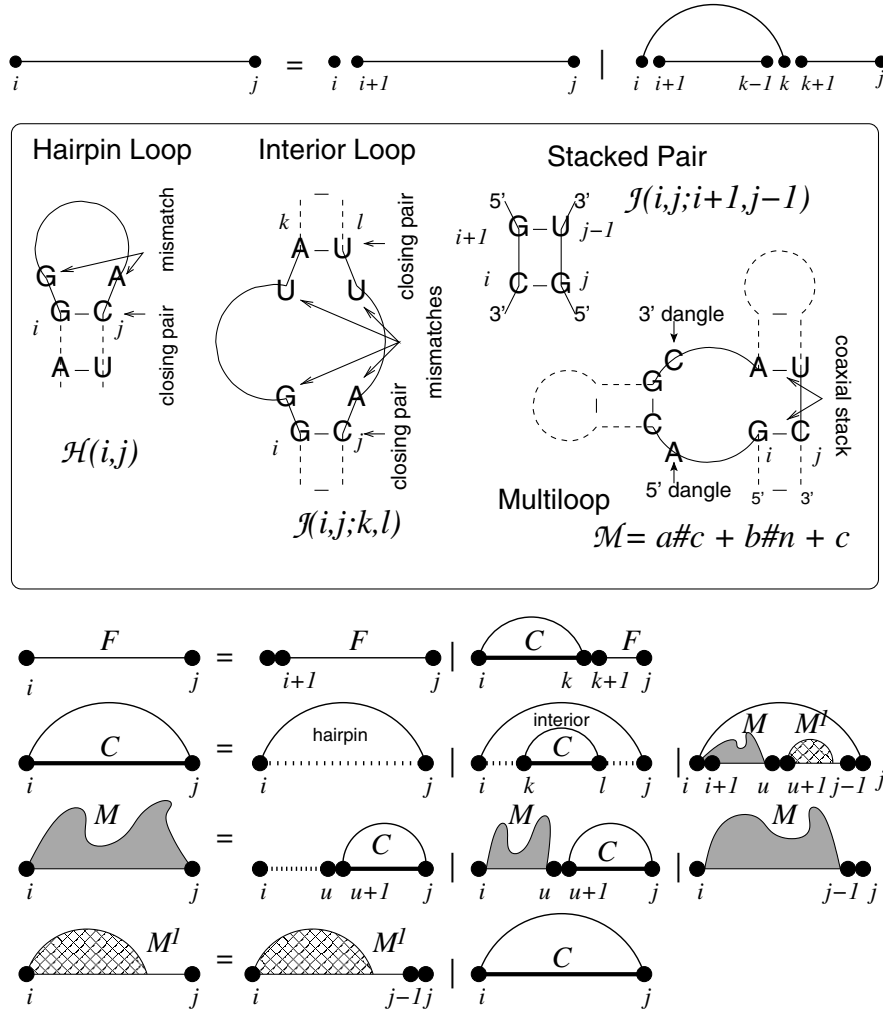 i j = i i+1 j | i i+1 k−1 k k+1 j
Hairpin Loop
mismatch
G A
i G – C j
closing pair
A – U
H(i,j)
Interior Loop
k l
A – U
closing pair
U U
mismatches
G A
i G – C j
closing pair
J(i,j;k,l)
Stacked Pair
J(i,j;i+1,j−1)
5' 3'
i+1 G – U j−1
i C – G j
3' 5'
3' dangle
C
G
A U
coaxial stack
C
G C
i j
A
5' dangle
5' 3'
Multiloop
M = a#c + b#n + c
F = F | C F
i j i+1 j i k k+1 j
C = hairpin | interior C | M M1
i j i j i k l j i i+1 u u+1 j−1 j
M = C | M C | M
i j i u u+1 j i u u+1 j i j−1 j
M1 = M1 | C
i j i j−1 j i j